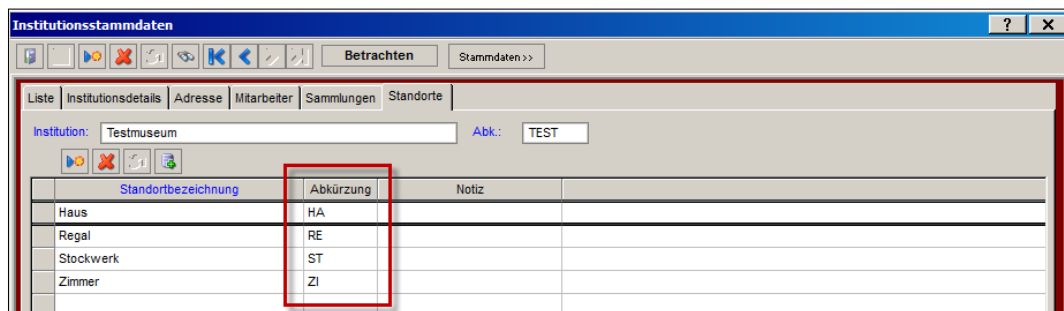 Institutionsstammdaten ? X
Betrachten Stammdaten >>
Liste Institutionsdetails Adresse Mitarbeiter Sammlungen Standorte
Institution: Testmuseum Abk.: TEST
Standortbezeichnung Abkürzung Notiz
Haus HA
Regal RE
Stockwerk ST
Zimmer ZI